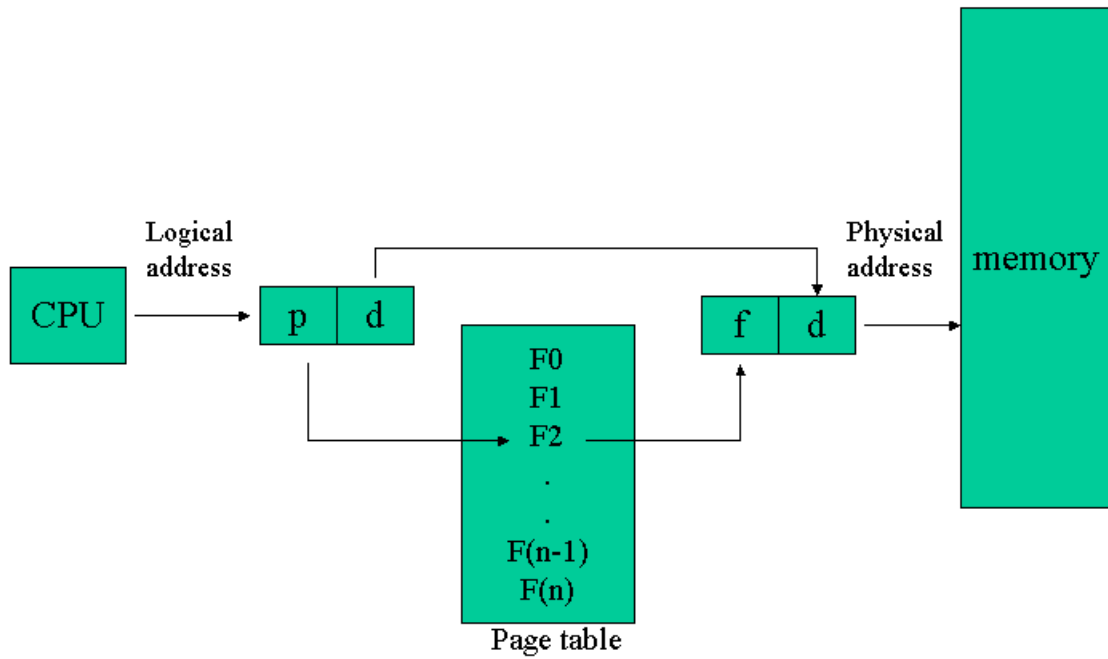 Logical
address
CPU
p
d
F0
F1
F2
.
.
F(n-1)
F(n)
Page table
f
d
Physical
address
memory